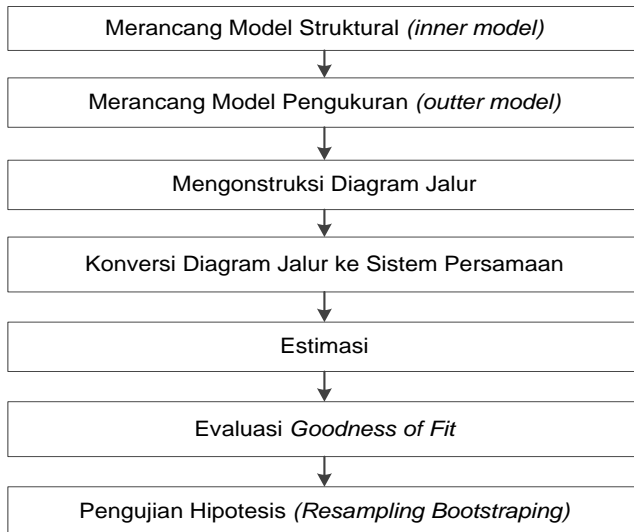 Merancang Model Struktural (inner model)
Merancang Model Pengukuran (outter model)
Mengonstruksi Diagram Jalur
Konversi Diagram Jalur ke Sistem Persamaan
Estimasi
Evaluasi Goodness of Fit
Pengujian Hipotesis (Resampling Bootstraping)